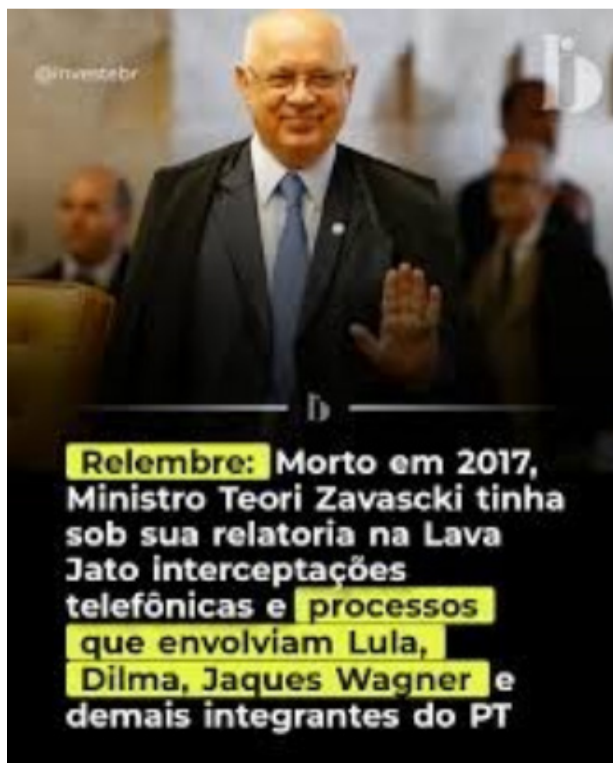 @investebr
b
b
Relembre: Morto em 2017,
Ministro Teori Zavascki tinha
sob sua relatoria na Lava
Jato interceptações
telefônicas e processos
que envolviam Lula,
Dilma, Jaques Wagner e
demais integrantes do PT